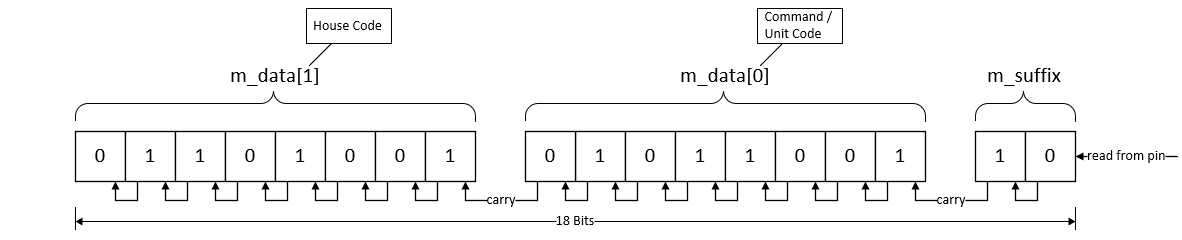 House Code
Command /
Unit Code
m_data[1]
m_data[0]
m_suffix
0 1 1 0 1 0 0 1
0 1 0 1 1 0 0 1
1 0
read from pin
carry
carry
18 Bits